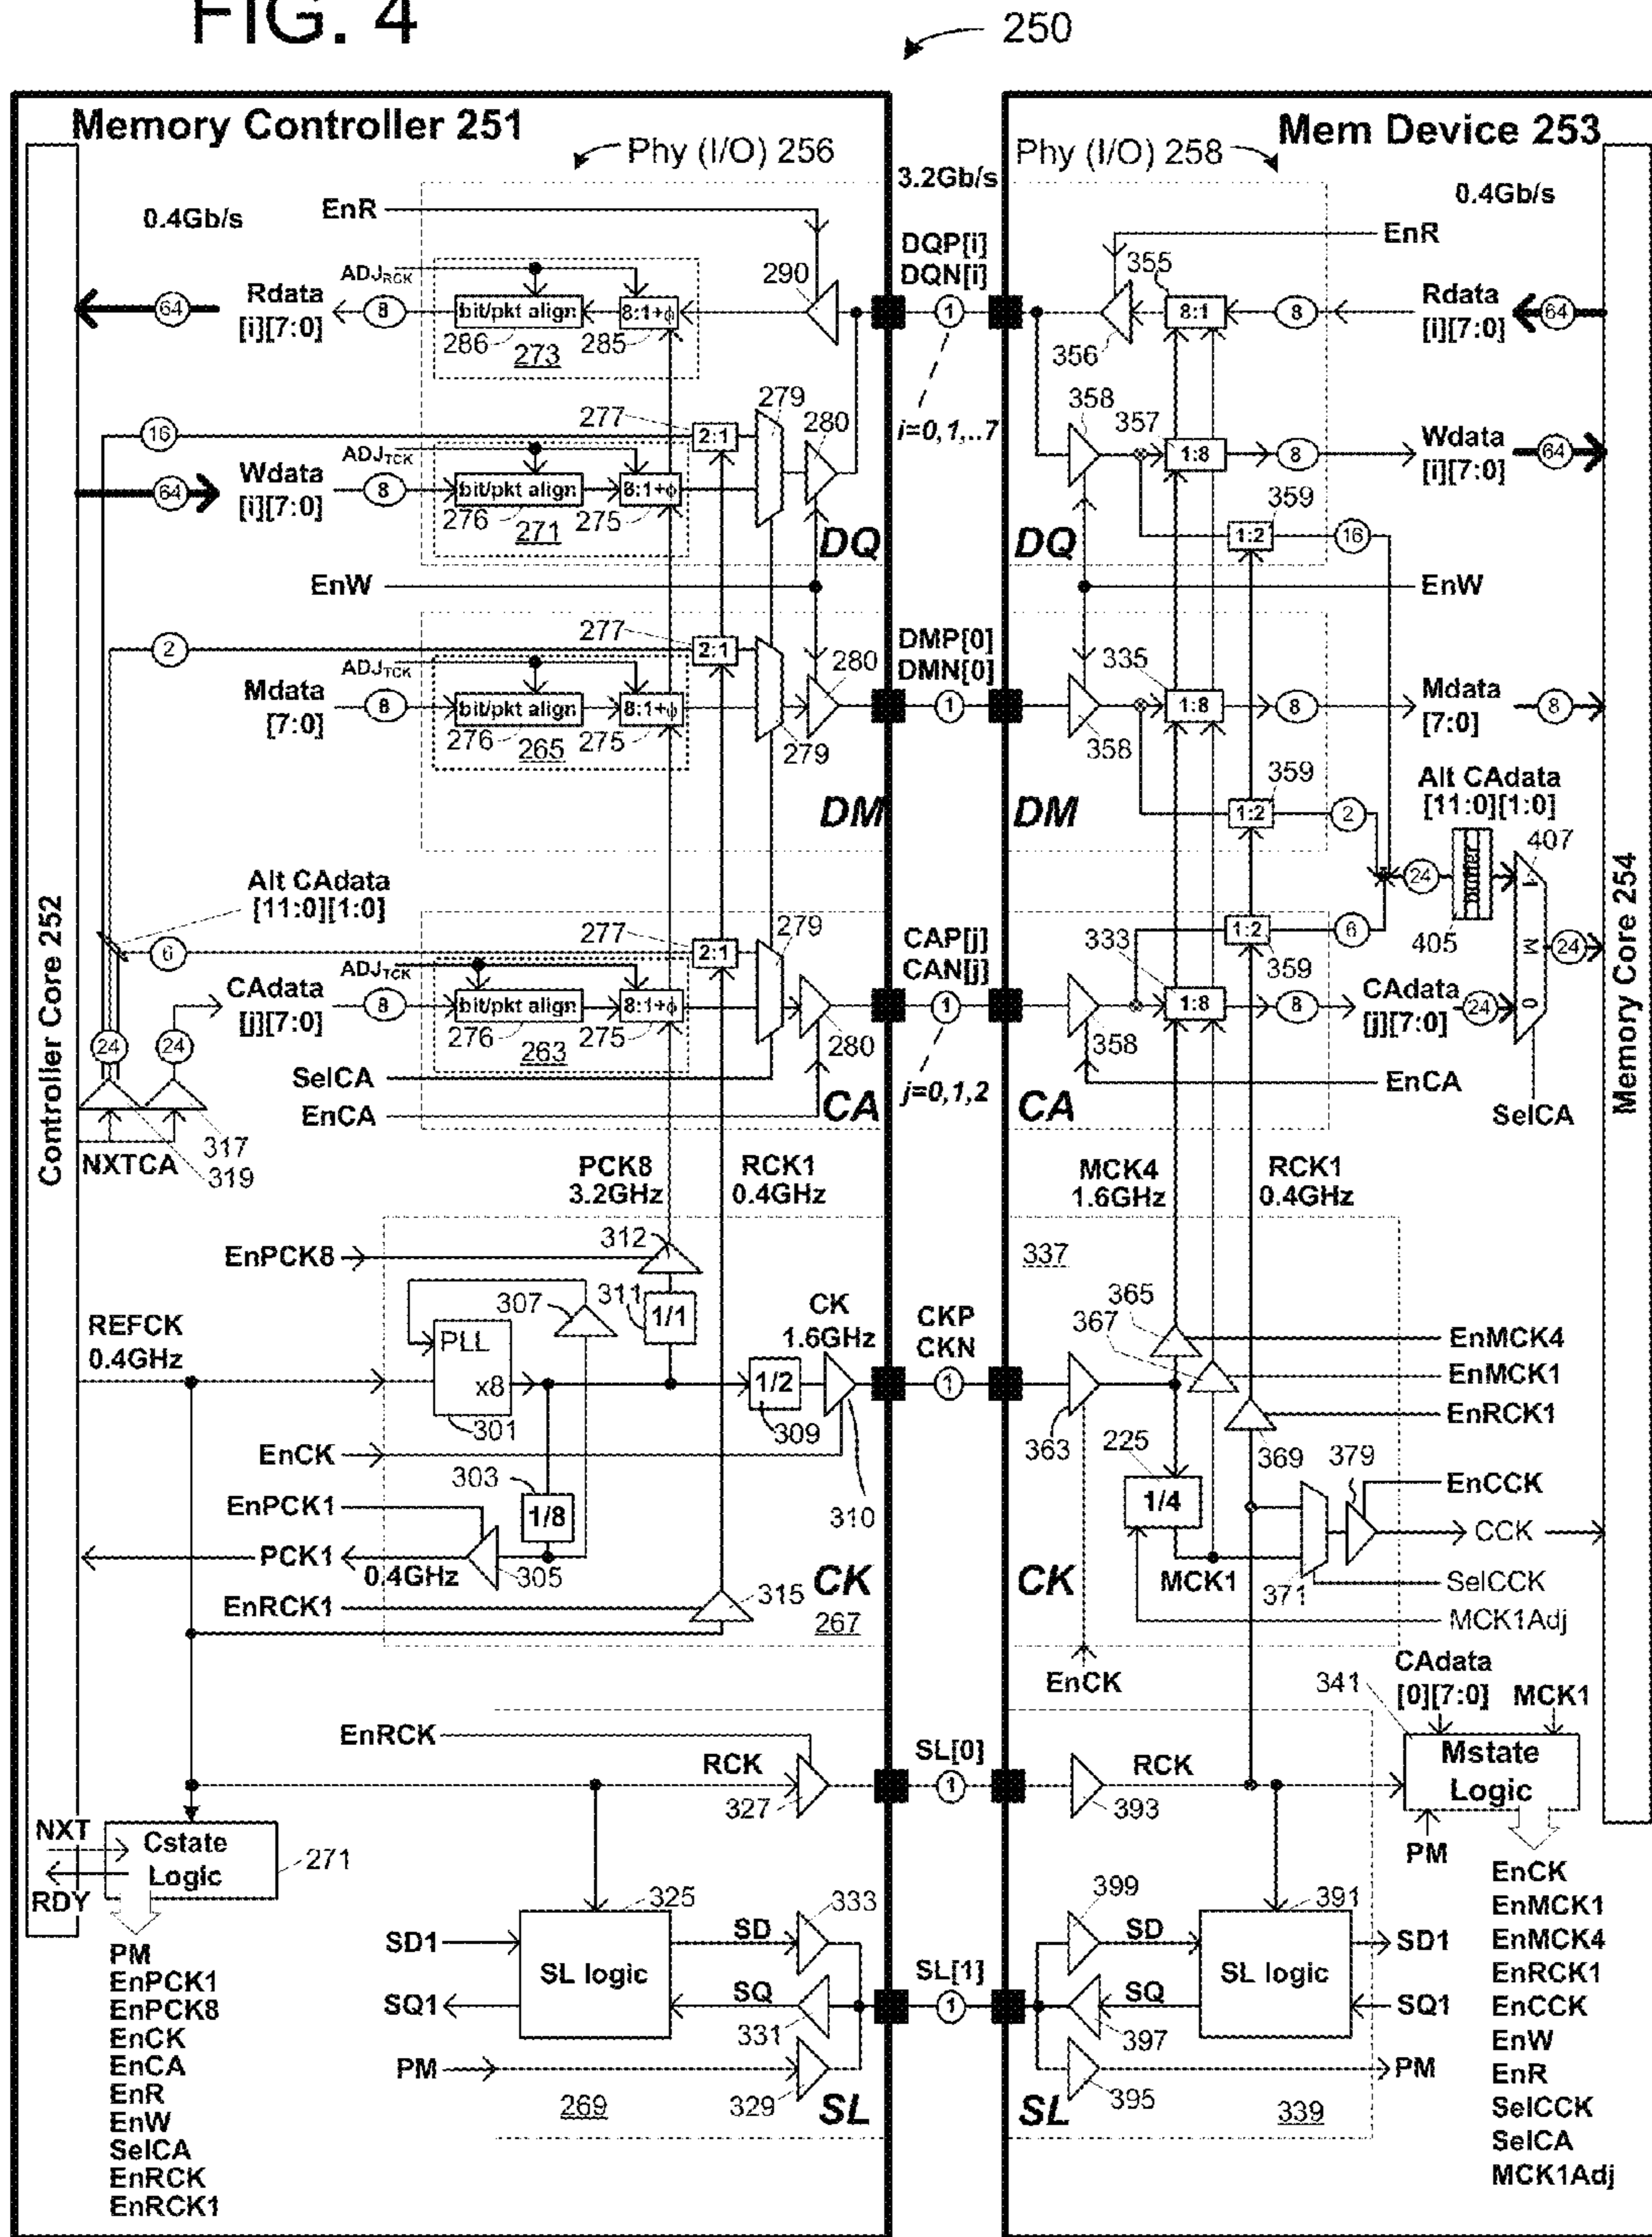 FIG. 4
250
Memory Controller 251
Mem Device 253
Phy (I/O) 256
Phy (I/O) 258
3.2Gb/s
0.4Gb/s
0.4Gb/s
EnR
EnR
DQP[i]
DQN[i]
ADJRCK
290
355
64
Rdata
[i][7:0]
8
bit/pkt align
8:1+ϕ
1
8:1
8
Rdata
[i][7:0]
64
286
285
273
356
279
277
280
358
357
16
2:1
i=0,1,..7
ADJTCK
Wdata
[i][7:0]
64
8
bit/pkt align
8:1+ϕ
1:8
8
Wdata
[i][7:0]
64
276
271
275
359
1:2
16
DQ
DQ
EnW
EnW
277
DMP[0]
DMN[0]
2
2:1
ADJTCK
280
335
Mdata
[7:0]
8
bit/pkt align
8:1+ϕ
1
1:8
8
Mdata
[7:0]
8
276
265
275
279
358
359
Alt CAdata
[11:0][1:0]
DM
DM
1:2
2
407
Alt CAdata
[11:0][1:0]
24
Buffer
1
277
279
CAP[j]
CAN[j]
333
1:2
6
405
6
2:1
359
M
24
ADJTCK
CAdata
[j][7:0]
8
bit/pkt align
8:1+ϕ
1
1:8
8
CAdata
[j][7:0]
24
0
24
24
276
263
275
280
358
SelCA
EnCA
EnCA
CA
j=0,1,2
CA
SelCA
Controller Core 252
Memory Core 254
317
NXTCA
319
PCK8
3.2GHz
RCK1
0.4GHz
MCK4
1.6GHz
RCK1
0.4GHz
312
EnPCK8
337
307
311
1/1
CK
1.6GHz
CKP
CKN
365
367
REFCK
0.4GHz
PLL
x8
EnMCK4
EnMCK1
1/2
1
301
309
EnRCK1
363
225
369
379
EnCK
303
EnCCK
EnPCK1
1/8
310
1/4
CCK
PCK1
0.4GHz
305
CK
CK
MCK1
371
SelCCK
EnRCK1
315
267
MCK1Adj
EnCK
CAdata
[0][7:0]
MCK1
341
EnRCK
SL[0]
Mstate
Logic
RCK
1
RCK
327
393
NXT
RDY
Cstate
Logic
271
PM
325
333
399
391
SD1
SD
SD
SD1
SL logic
SL[1]
SL logic
SQ1
SQ
1
SQ
SQ1
331
397
PM
PM
329
395
269
SL
SL
339
PM
EnPCK1
EnPCK8
EnCK
EnCA
EnR
EnW
SelCA
EnRCK
EnRCK1
EnCK
EnMCK1
EnMCK4
EnRCK1
EnCCK
EnW
EnR
SelCCK
SelCA
MCK1Adj